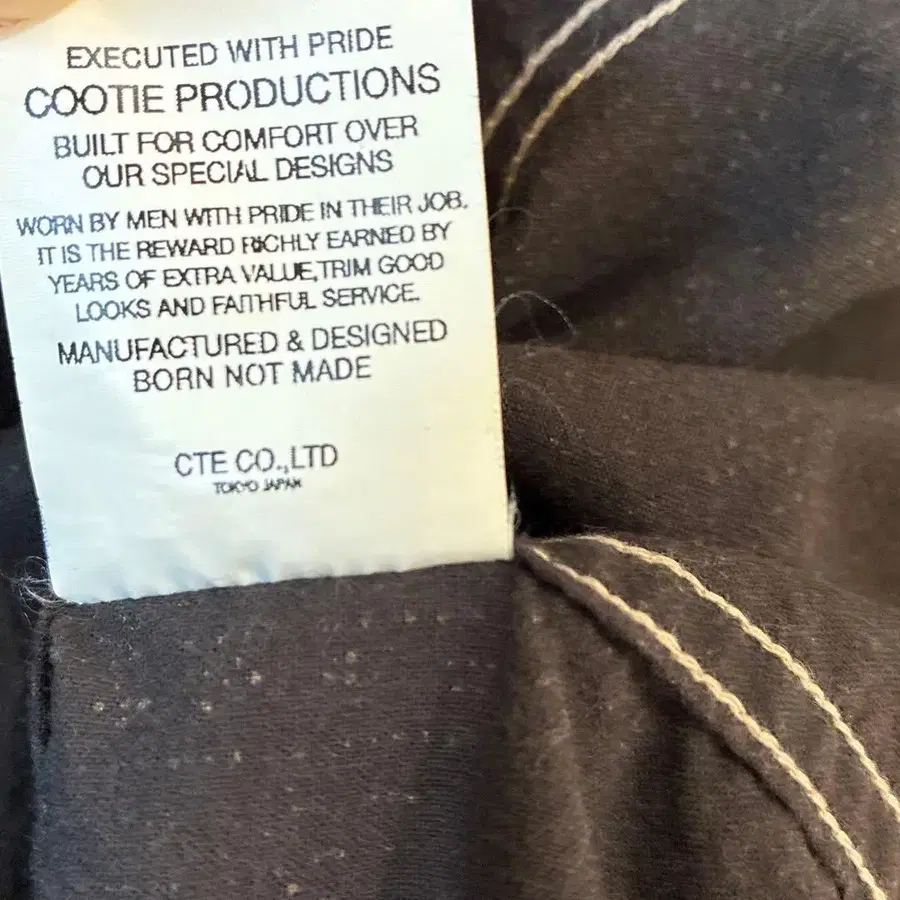 EXECUTED WITH PRIDE
COOTIE PRODUCTIONS
BUILT FOR COMFORT OVER
OUR SPECIAL DESIGNS
WORN BY MEN WITH PRIDE IN THEIR JOB.
IT IS THE REWARD RICHLY EARNED BY
YEARS OF EXTRA VALUE,TRIM GOOD
LOOKS AND FAITHFUL SERVICE.
MANUFACTURED & DESIGNED
BORN NOT MADE
CTE CO.,LTD
TOKYO JAPAN